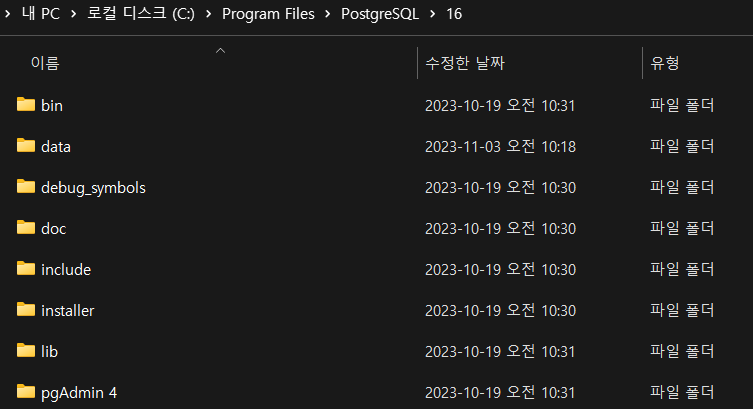 내 PC > 로컬 디스크 (C:) > Program Files > PostgreSQL > 16
이름 수정한 날짜 유형
bin 2023-10-19 오전 10:31 파일 폴더
data 2023-11-03 오전 10:18 파일 폴더
debug_symbols 2023-10-19 오전 10:30 파일 폴더
doc 2023-10-19 오전 10:30 파일 폴더
include 2023-10-19 오전 10:30 파일 폴더
installer 2023-10-19 오전 10:30 파일 폴더
lib 2023-10-19 오전 10:31 파일 폴더
pgAdmin 4 2023-10-19 오전 10:31 파일 폴더